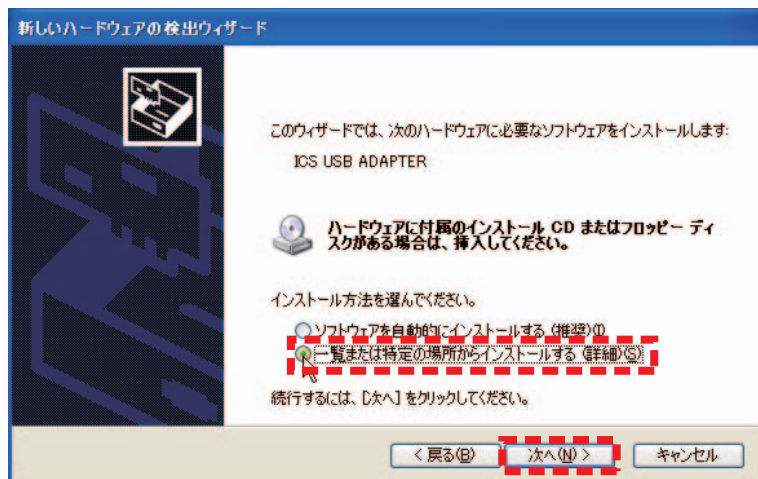 新しいハードウェアの検出ウィザード
このウィザードでは、次のハードウェアに必要なソフトウェアをインストールします:
ICS USB ADAPTER
ハードウェアに付属のインストール CD またはフロッピー ディ
スクがある場合は、挿入してください。
インストール方法を選んでください。
ソフトウェアを自動的にインストールする (推奨)(I)
一覧または特定の場所からインストールする (詳細)(S)
続行するには、[次へ] をクリックしてください。
< 戻る(B)
次へ(N) >
キャンセル